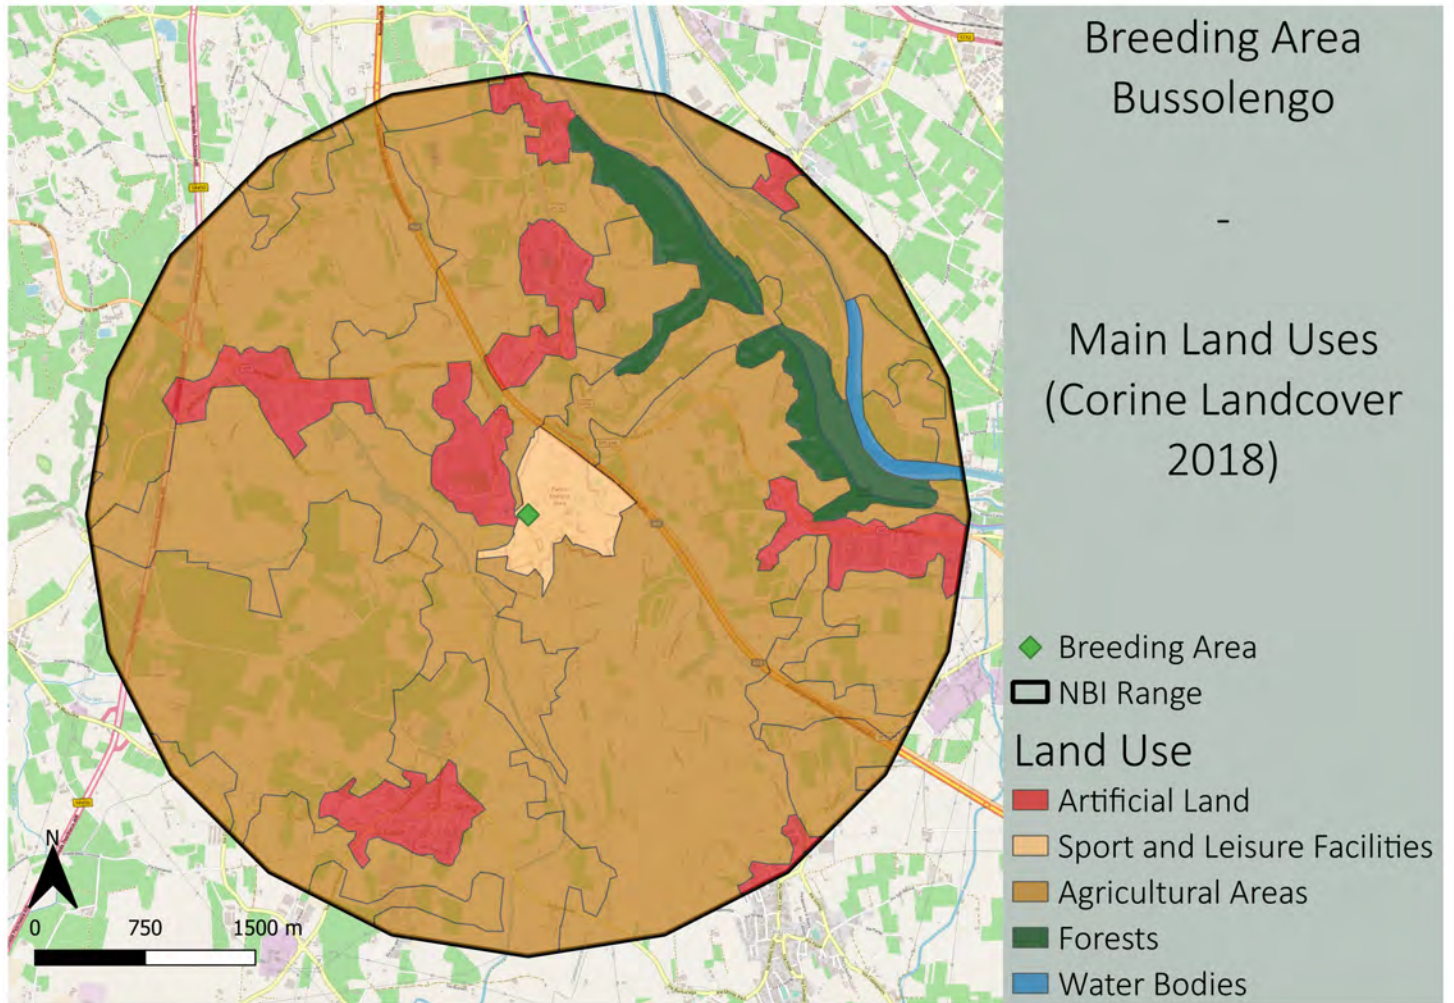 Breeding Area
Bussolengo
-
Main Land Uses
(Corine Landcover
2018)
Breeding Area
NBI Range
Land Use
Artificial Land
Sport and Leisure Facilities
Agricultural Areas
Forests
Water Bodies
N
0 750 1500 m